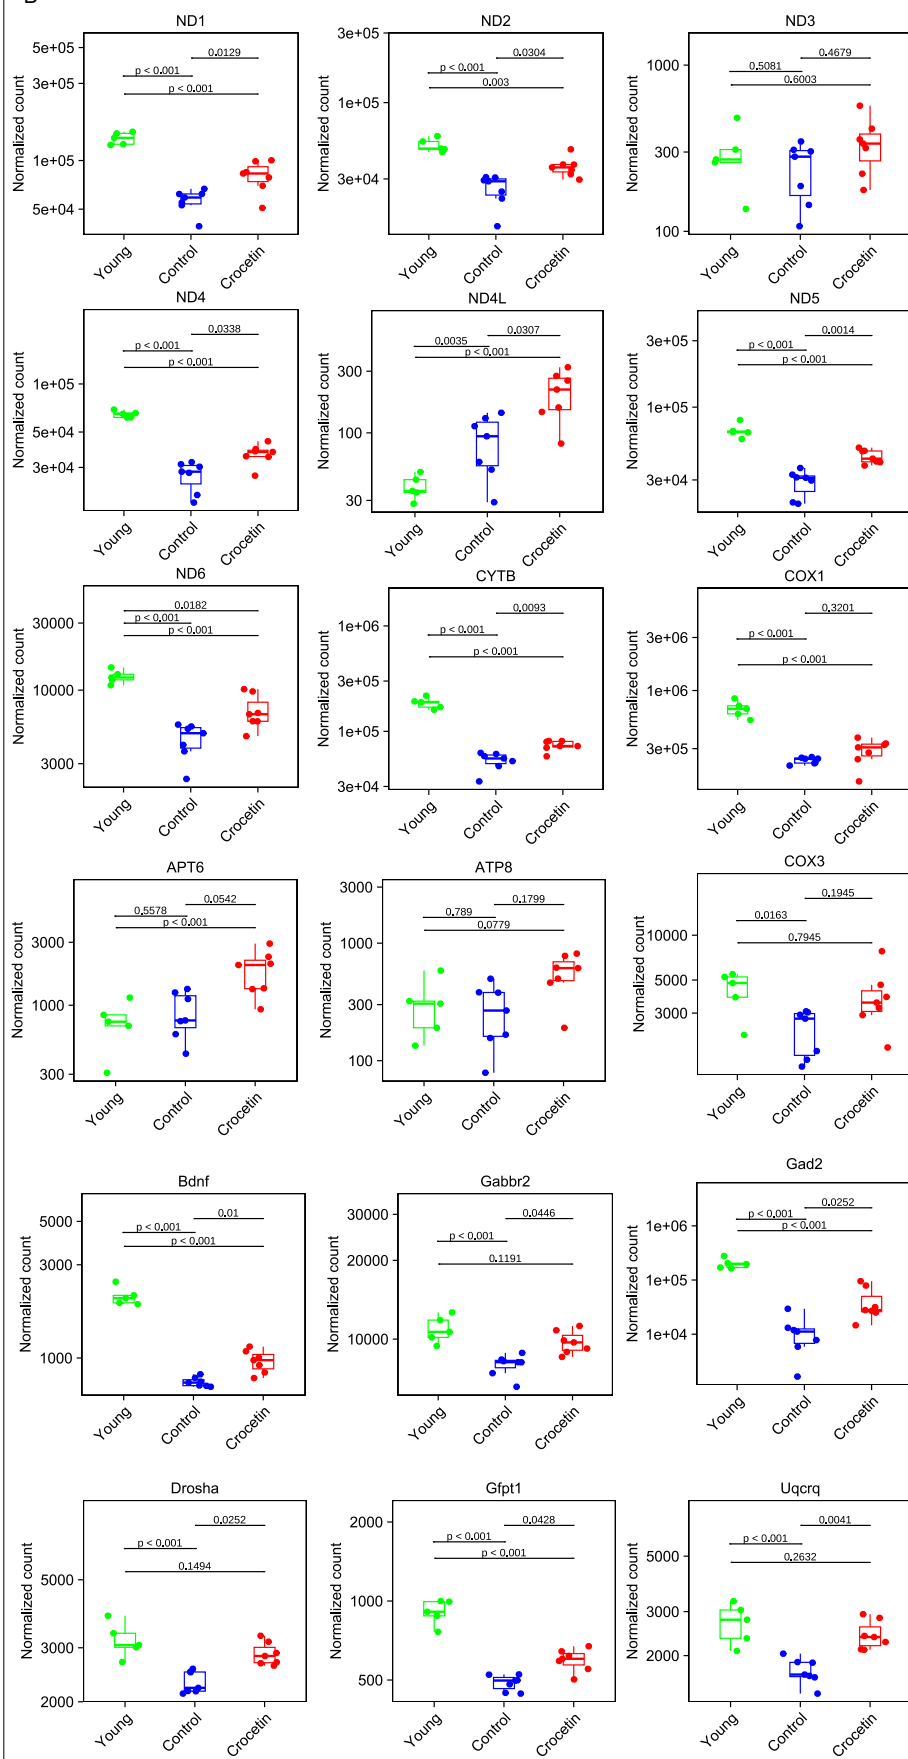 ND1
Normalized count
5e+05
3e+05
1e+05
5e+04
0.0129
p < 0.001
p < 0.001
Young
Control
Crocetin
ND2
Normalized count
3e+05
1e+05
3e+04
0.0304
p < 0.001
0.003
Young
Control
Crocetin
ND3
Normalized count
1000
300
100
0.4679
0.5081
0.6003
Young
Control
Crocetin
ND4
Normalized count
1e+05
5e+04
3e+04
0.0338
p < 0.001
p < 0.001
Young
Control
Crocetin
ND4L
Normalized count
300
100
30
0.0307
0.0035
p < 0.001
Young
Control
Crocetin
ND5
Normalized count
3e+05
1e+05
3e+04
0.0014
p < 0.001
p < 0.001
Young
Control
Crocetin
ND6
Normalized count
30000
10000
3000
0.0182
p < 0.001
p < 0.001
Young
Control
Crocetin
CYTB
Normalized count
1e+06
3e+05
1e+05
3e+04
0.0093
p < 0.001
p < 0.001
Young
Control
Crocetin
COX1
Normalized count
3e+06
1e+06
3e+05
0.3201
p < 0.001
p < 0.001
Young
Control
Crocetin
APT6
Normalized count
3000
1000
300
0.0542
0.5578
p < 0.001
Young
Control
Crocetin
ATP8
Normalized count
3000
1000
300
100
0.1799
0.789
0.0779
Young
Control
Crocetin
COX3
Normalized count
10000
5000
3000
0.1945
0.0163
0.7945
Young
Control
Crocetin
Bdnf
Normalized count
5000
3000
1000
0.01
p < 0.001
p < 0.001
Young
Control
Crocetin
Gabbr2
Normalized count
30000
20000
10000
0.0446
p < 0.001
0.1191
Young
Control
Crocetin
Gad2
Normalized count
1e+06
1e+05
1e+04
0.0252
p < 0.001
p < 0.001
Young
Control
Crocetin
Drosha
Normalized count
5000
3000
2000
0.0252
p < 0.001
0.1494
Young
Control
Crocetin
Gfpt1
Normalized count
2000
1000
500
0.0428
p < 0.001
p < 0.001
Young
Control
Crocetin
Uqcrq
Normalized count
5000
3000
2000
0.0041
p < 0.001
0.2632
Young
Control
Crocetin